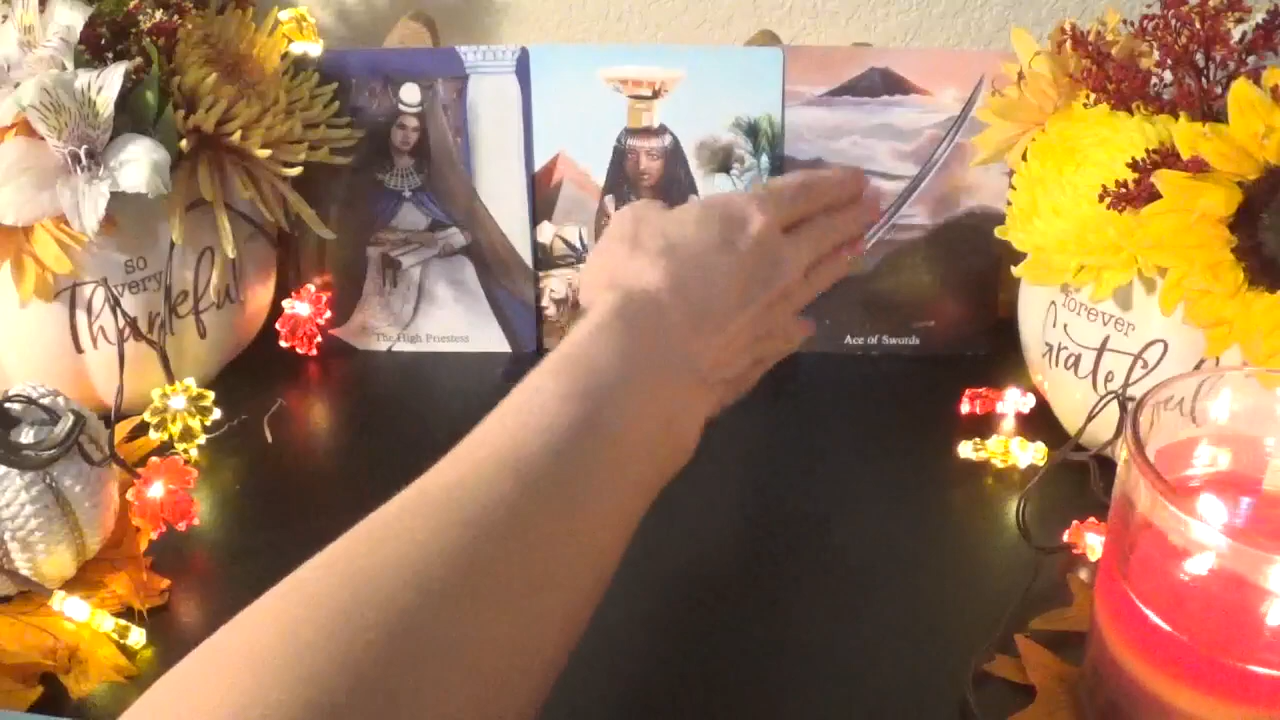 so
very
Thankful
The High Priestess
Ace of Swords
forever
Grateful